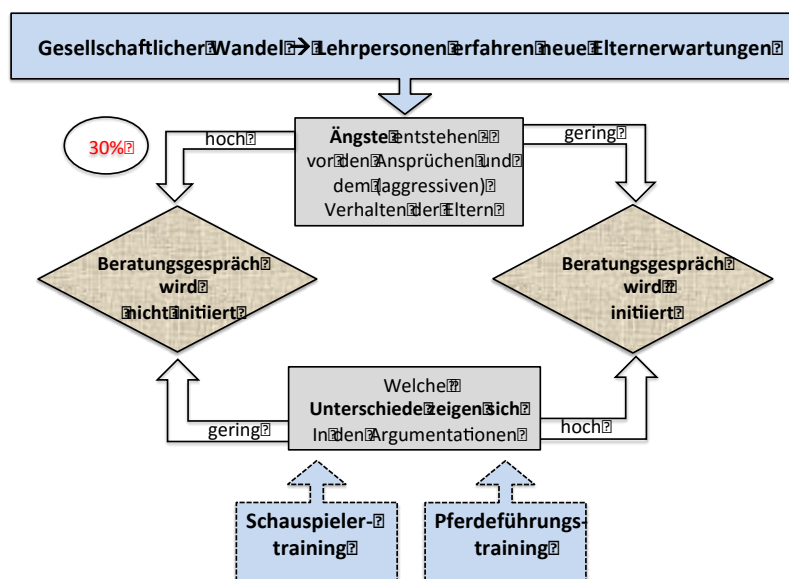 Gesellschaftlicher Wandel → Lehrpersonen erfahren neue Elternerwartungen
30%
hoch
Ängste entstehen -
vor den Ansprüchen und
dem (aggressiven)
Verhalten der Eltern
gering
Beratungsgespräch
wird
nicht initiiert
Beratungsgespräch
wird
initiiert
Welche
Unterschiede zeigen sich
In den Argumentationen
gering
hoch
Schauspieler-
training
Pferdeführungs-
training